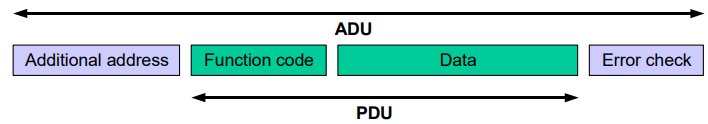 ADU
Additional address Function code Data Error check
PDU